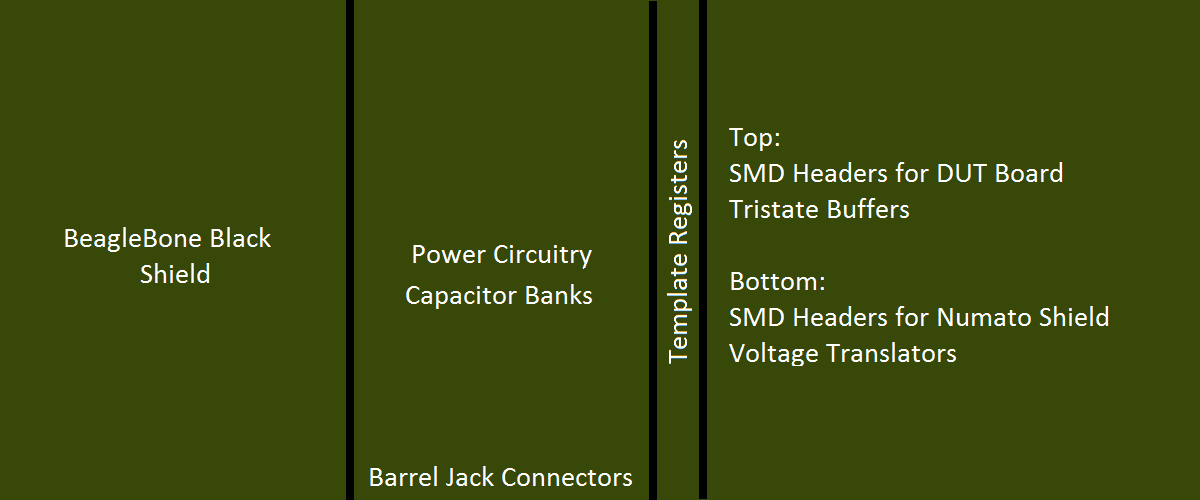 BeagleBone Black
Shield
Power Circuitry
Capacitor Banks
Barrel Jack Connectors
Template Registers
Top:
SMD Headers for DUT Board
Tristate Buffers
Bottom:
SMD Headers for Numato Shield
Voltage Translators